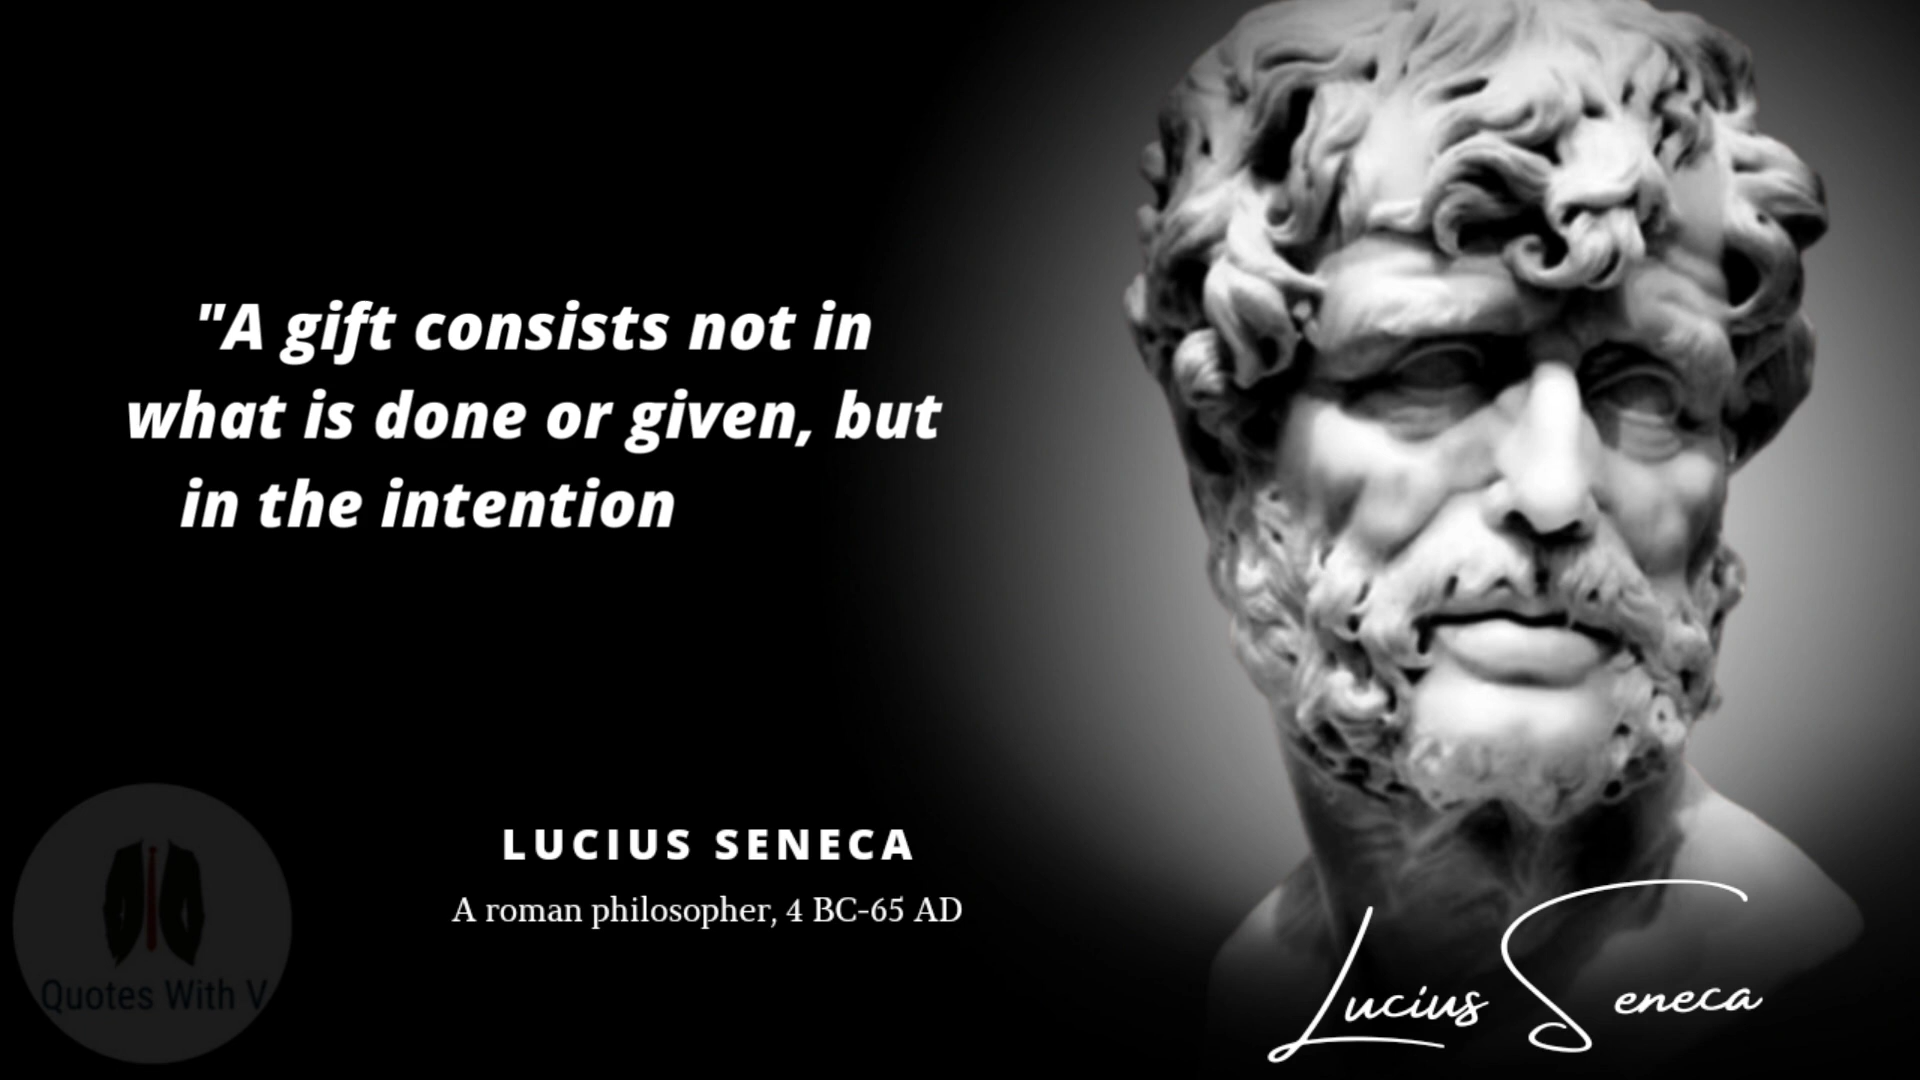 "A gift consists not in
what is done or given, but
in the intention
LUCIUS SENECA
A roman philosopher, 4 BC-65 AD
Lucius Seneca
Quotes With V